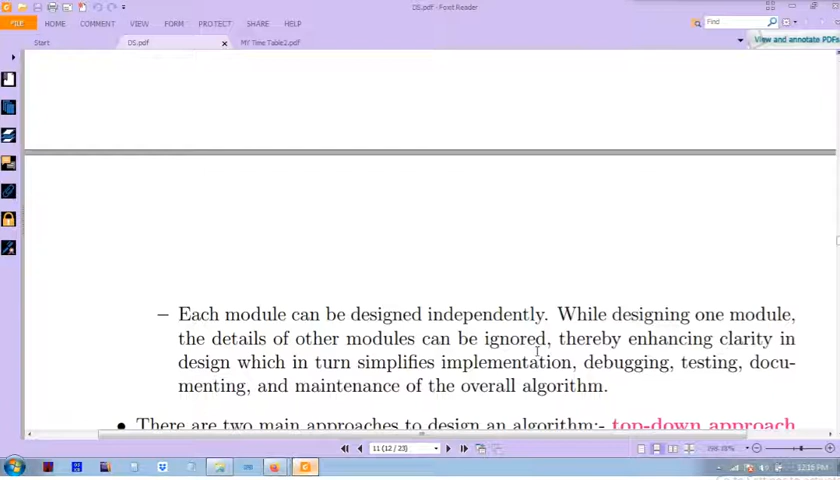 DS.pdf - Foxit Reader
FILE HOME COMMENT VIEW FORM PROTECT SHARE HELP
Find
Start DS.pdf MY Time Table2.pdf
View and annotate PDFs
– Each module can be designed independently. While designing one module,
the details of other modules can be ignored, thereby enhancing clarity in
design which in turn simplifies implementation, debugging, testing, docu-
menting, and maintenance of the overall algorithm.
• There are two main approaches to design an algorithm:- top-down approach
11 (12 / 23)